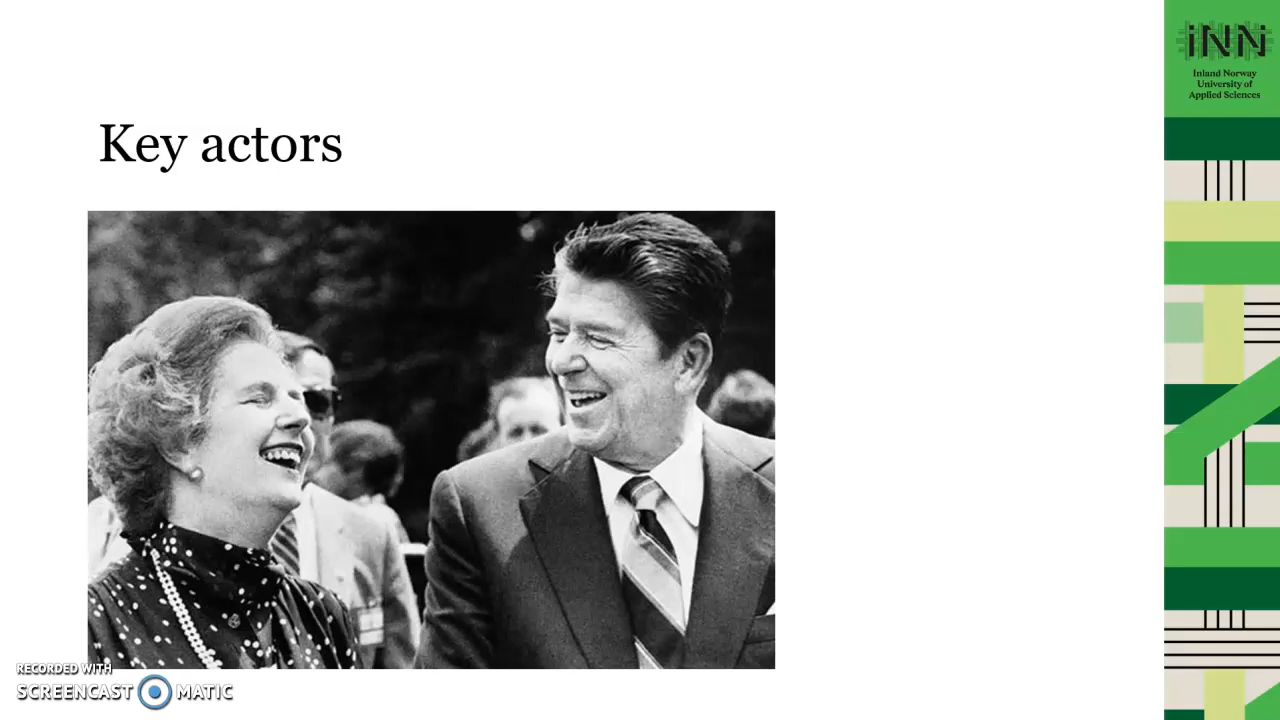 iNN
Inland Norway
University of
Applied Sciences
Key actors
RECORDED WITH
SCREENCAST MATIC